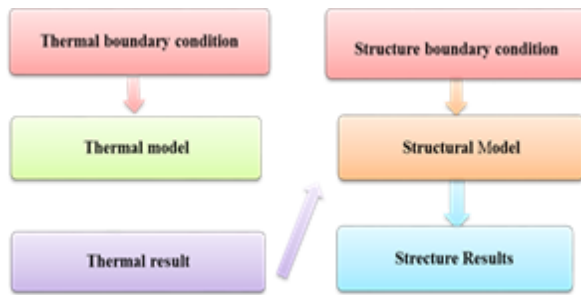 Thermal boundary condition
Thermal model
Thermal result
Structure boundary condition
Structural Model
Strecture Results